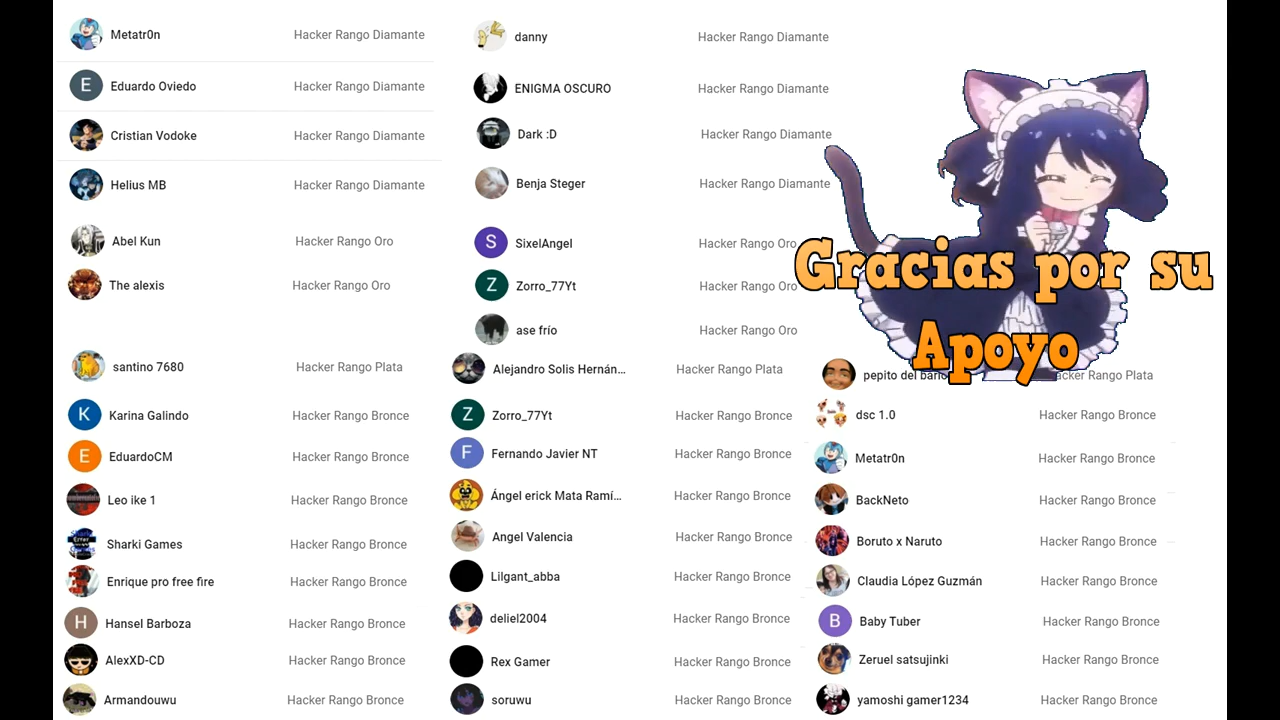 Metatr0n Hacker Rango Diamante
danny Hacker Rango Diamante
E Eduardo Oviedo Hacker Rango Diamante
ENIGMA OSCURO Hacker Rango Diamante
Cristian Vodoke Hacker Rango Diamante
Dark :D Hacker Rango Diamante
Helius MB Hacker Rango Diamante
Benja Steger Hacker Rango Diamante
Abel Kun Hacker Rango Oro
S SixelAngel Hacker Rango Oro
The alexis Hacker Rango Oro
Z Zorro_77Yt Hacker Rango Oro
ase frío Hacker Rango Oro
Gracias por su
Apoyo
santino 7680 Hacker Rango Plata
Alejandro Solis Hernán... Hacker Rango Plata
pepito del bario Hacker Rango Plata
K Karina Galindo Hacker Rango Bronce
Z Zorro_77Yt Hacker Rango Bronce
dsc 1.0 Hacker Rango Bronce
E EduardoCM Hacker Rango Bronce
F Fernando Javier NT Hacker Rango Bronce
Metatr0n Hacker Rango Bronce
Leo ike 1 Hacker Rango Bronce
Ángel erick Mata Ramí... Hacker Rango Bronce
BackNeto Hacker Rango Bronce
Sharki Games Hacker Rango Bronce
Angel Valencia Hacker Rango Bronce
Boruto x Naruto Hacker Rango Bronce
Enrique pro free fire Hacker Rango Bronce
Lilgant_abba Hacker Rango Bronce
Claudia López Guzmán Hacker Rango Bronce
H Hansel Barboza Hacker Rango Bronce
deliel2004 Hacker Rango Bronce
B Baby Tuber Hacker Rango Bronce
AlexXD-CD Hacker Rango Bronce
Rex Gamer Hacker Rango Bronce
Zeruel satsujinki Hacker Rango Bronce
Armandouwu Hacker Rango Bronce
soruwu Hacker Rango Bronce
yamoshi gamer1234 Hacker Rango Bronce